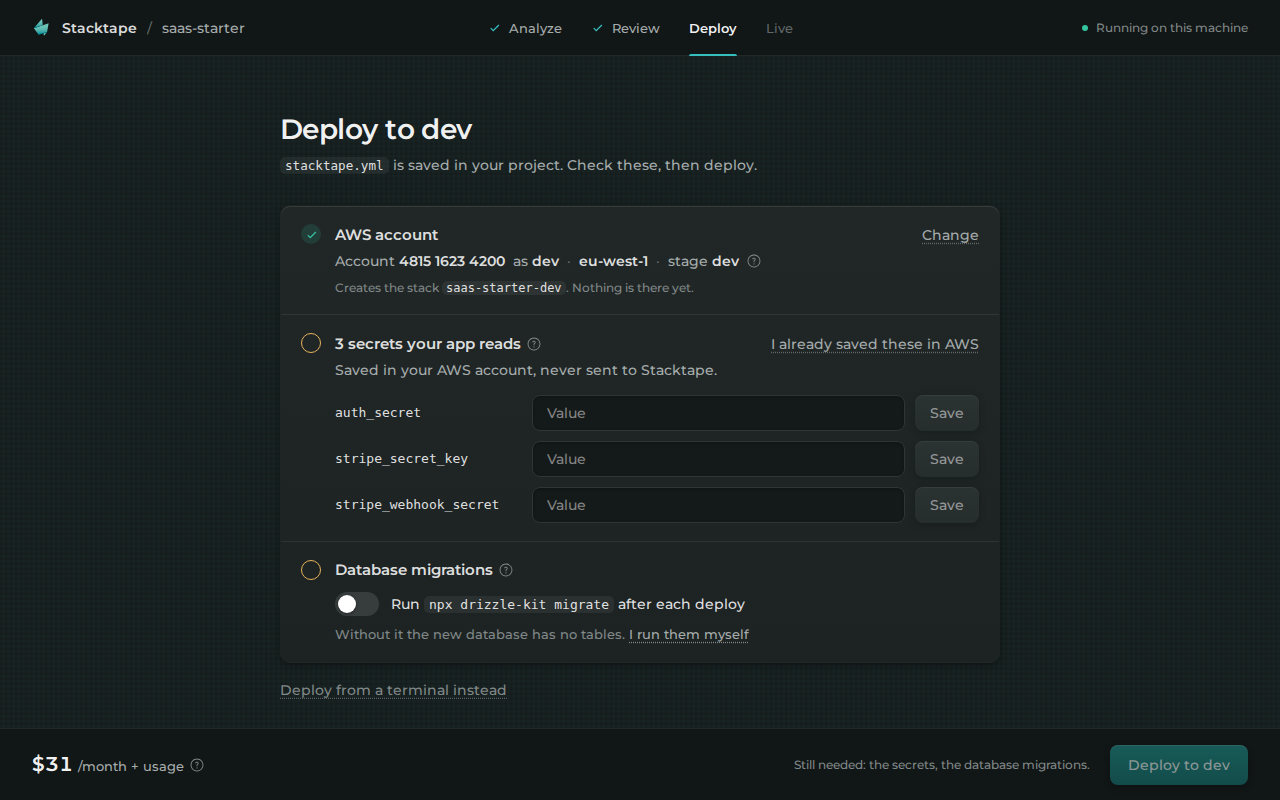 Stacktape / saas-starter
Analyze
Review
Deploy
Live
Running on this machine
Deploy to dev
stacktape.yml is saved in your project. Check these, then deploy.
AWS account
Change
Account 4815 1623 4200 as dev · eu-west-1 · stage dev ?
Creates the stack saas-starter-dev. Nothing is there yet.
3 secrets your app reads ?
I already saved these in AWS
Saved in your AWS account, never sent to Stacktape.
auth_secret
Value
Save
stripe_secret_key
Value
Save
stripe_webhook_secret
Value
Save
Database migrations ?
Run npx drizzle-kit migrate after each deploy
Without it the new database has no tables. I run them myself
Deploy from a terminal instead
$31 /month + usage ?
Still needed: the secrets, the database migrations.
Deploy to dev